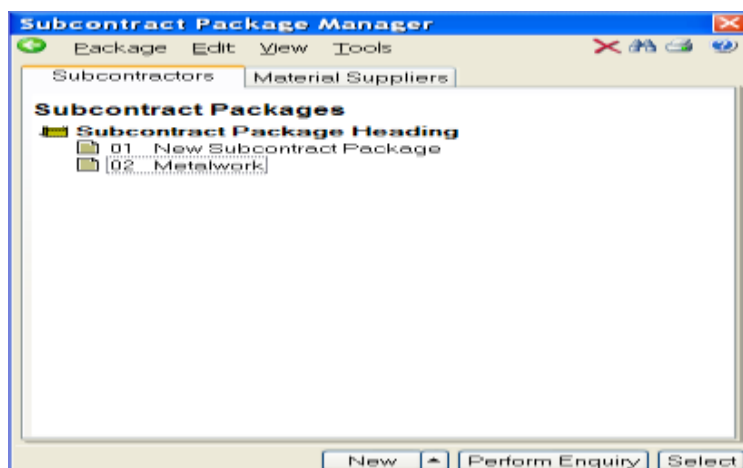 Subcontract Package Manager
Package Edit View Tools
Subcontractors Material Suppliers
Subcontract Packages
Subcontract Package Heading
01 New Subcontract Package
02 Metalwork
New Perform Enquiry Select